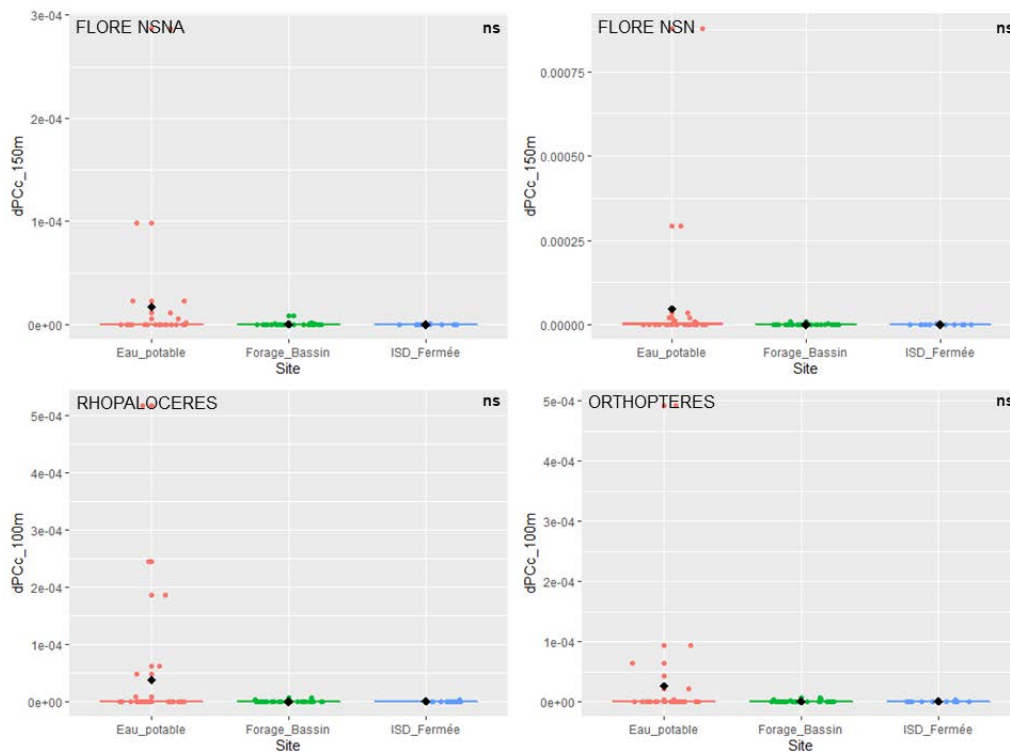 FLORE NSNA
ns
3e-04
2e-04
1e-04
0e+00
dPCc_150m
Eau_potable
Forage_Bassin
ISD_Fermée
Site
FLORE NSN
ns
0.00075
0.00050
0.00025
0.00000
dPCc_150m
Eau_potable
Forage_Bassin
ISD_Fermée
Site
RHOPALOCERES
ns
5e-04
4e-04
3e-04
2e-04
1e-04
0e+00
dPCc_100m
Eau_potable
Forage_Bassin
ISD_Fermée
Site
ORTHOPTERES
ns
5e-04
4e-04
3e-04
2e-04
1e-04
0e+00
dPCc_100m
Eau_potable
Forage_Bassin
ISD_Fermée
Site